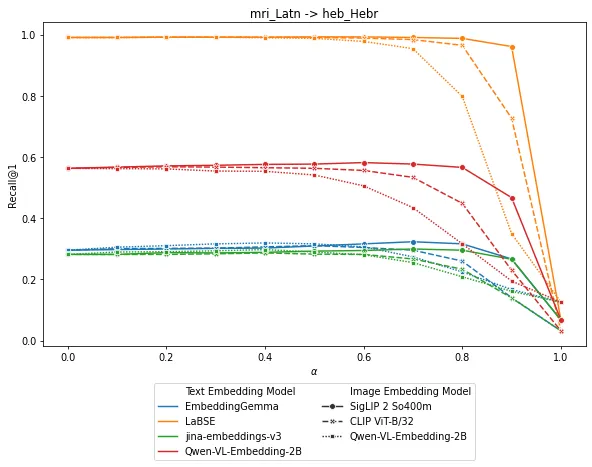 mri_Latn -> heb_Hebr
Recall@1
1.0
0.8
0.6
0.4
0.2
0.0
0.0 0.2 0.4 0.6 0.8 1.0
α
Text Embedding Model
EmbeddingGemma
LaBSE
jina-embeddings-v3
Qwen-VL-Embedding-2B
Image Embedding Model
SigLIP 2 So400m
CLIP ViT-B/32
Qwen-VL-Embedding-2B